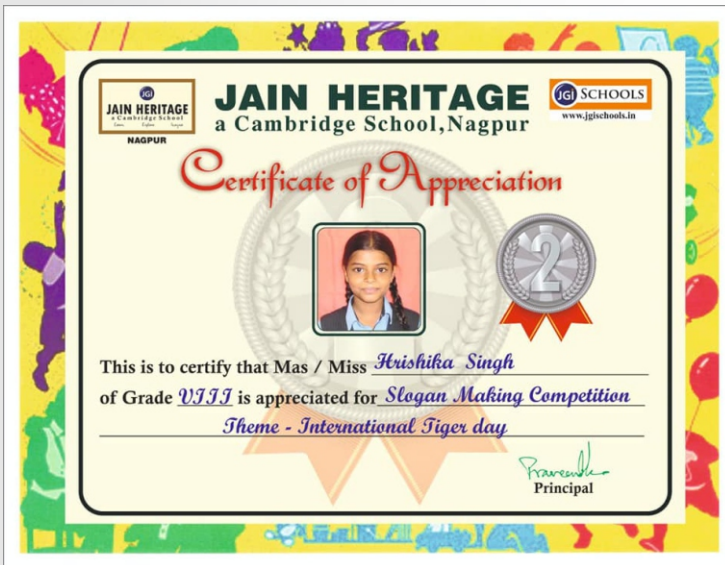 JGI
JAIN HERITAGE
a Cambridge School
NAGPUR
JAIN HERITAGE
a Cambridge School,Nagpur
JGI SCHOOLS
www.jgischools.in
Certificate of Appreciation
2
This is to certify that Mas / Miss Hrishika Singh
of Grade VIII is appreciated for Slogan Making Competition
Theme - International Tiger day
Principal